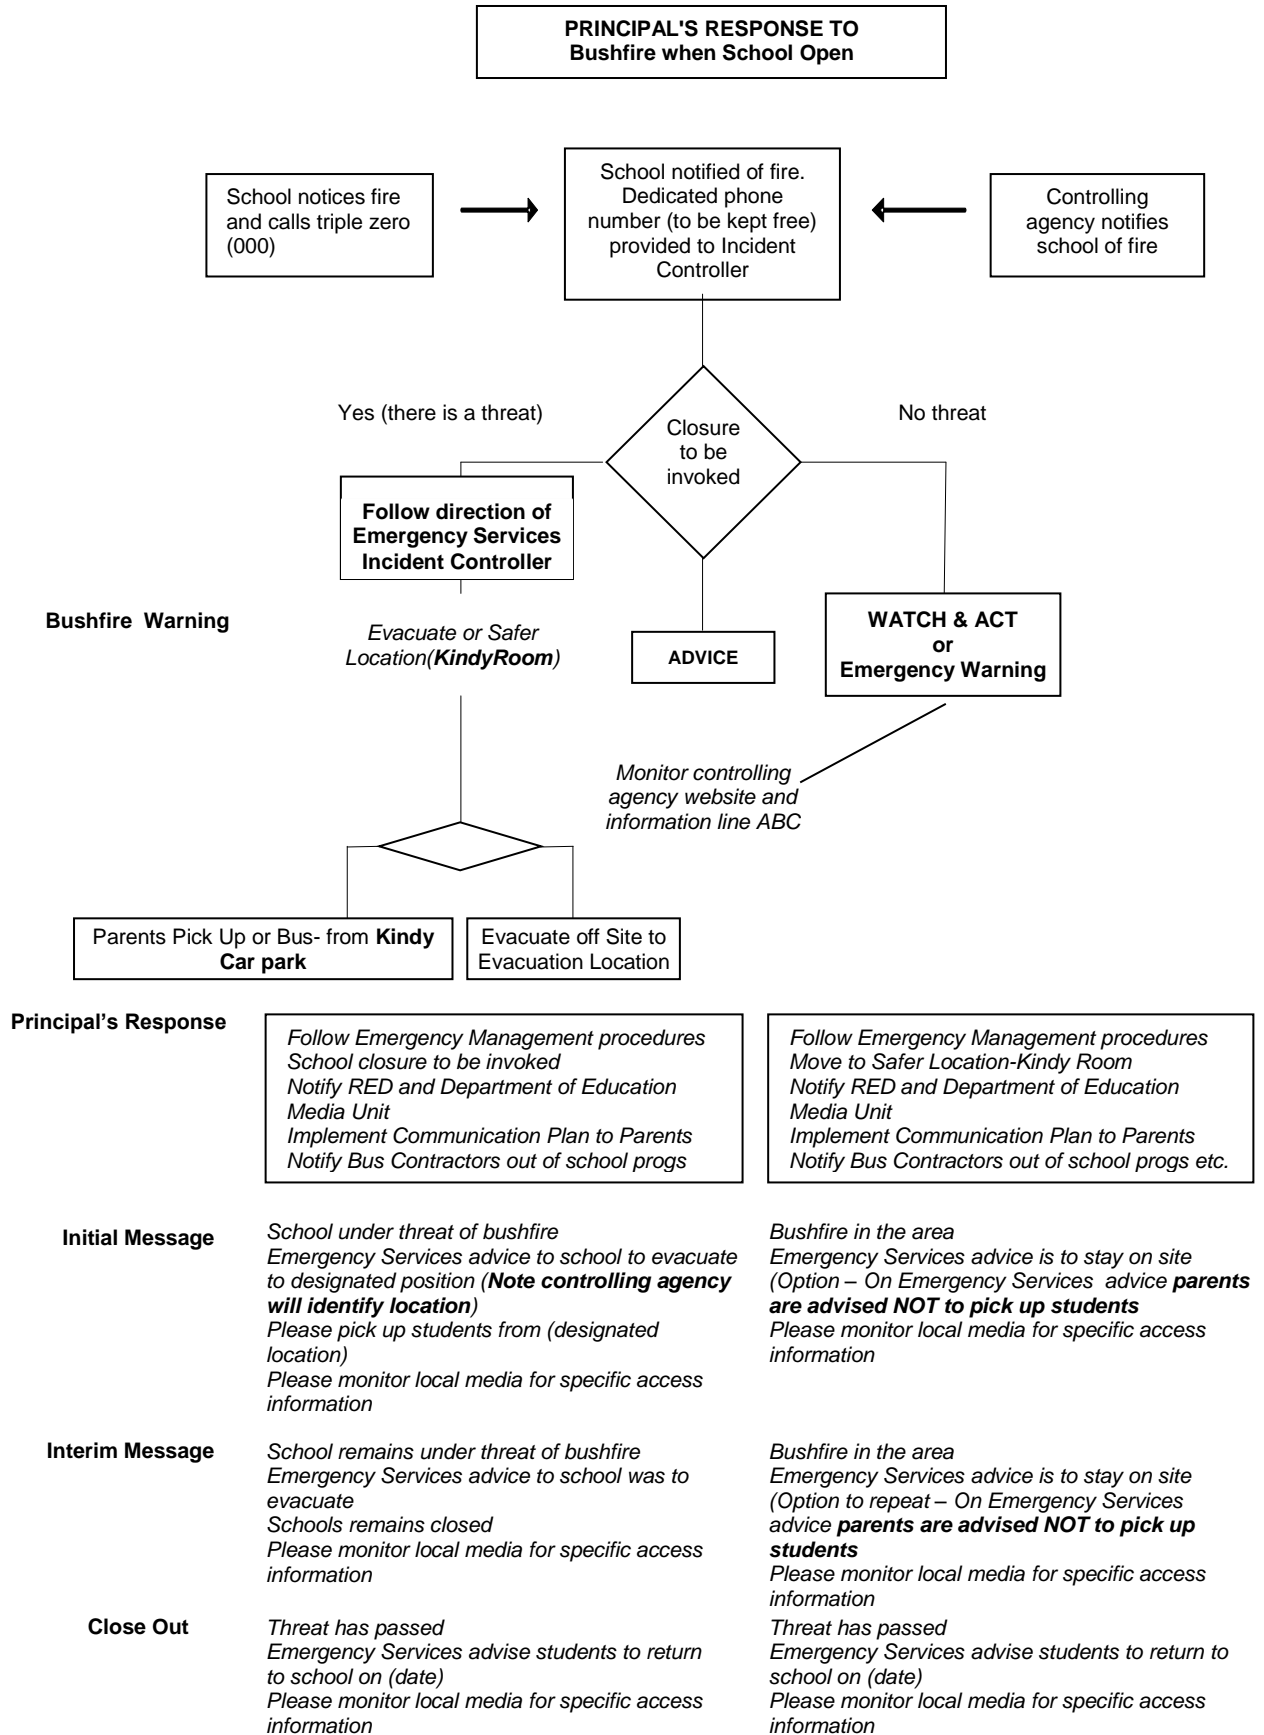 PRINCIPAL'S RESPONSE TO
Bushfire when School Open
School notices fire
and calls triple zero
(000)
School notified of fire.
Dedicated phone
number (to be kept free)
provided to Incident
Controller
Controlling
agency notifies
school of fire
Yes (there is a threat)
Closure
to be
invoked
No threat
Follow direction of
Emergency Services
Incident Controller
Bushfire Warning
Evacuate or Safer
Location(KindyRoom)
ADVICE
WATCH & ACT
or
Emergency Warning
Monitor controlling
agency website and
information line ABC
Parents Pick Up or Bus- from Kindy
Car park
Evacuate off Site to
Evacuation Location
Principal’s Response
Follow Emergency Management procedures
School closure to be invoked
Notify RED and Department of Education
Media Unit
Implement Communication Plan to Parents
Notify Bus Contractors out of school progs
Follow Emergency Management procedures
Move to Safer Location-Kindy Room
Notify RED and Department of Education
Media Unit
Implement Communication Plan to Parents
Notify Bus Contractors out of school progs etc.
Initial Message
School under threat of bushfire
Emergency Services advice to school to evacuate
to designated position (Note controlling agency
will identify location)
Please pick up students from (designated
location)
Please monitor local media for specific access
information
Bushfire in the area
Emergency Services advice is to stay on site
(Option – On Emergency Services advice parents
are advised NOT to pick up students
Please monitor local media for specific access
information
Interim Message
School remains under threat of bushfire
Emergency Services advice to school was to
evacuate
Schools remains closed
Please monitor local media for specific access
information
Bushfire in the area
Emergency Services advice is to stay on site
(Option to repeat – On Emergency Services
advice parents are advised NOT to pick up
students
Please monitor local media for specific access
information
Close Out
Threat has passed
Emergency Services advise students to return
to school on (date)
Please monitor local media for specific access
information
Threat has passed
Emergency Services advise students to return to
school on (date)
Please monitor local media for specific access
information